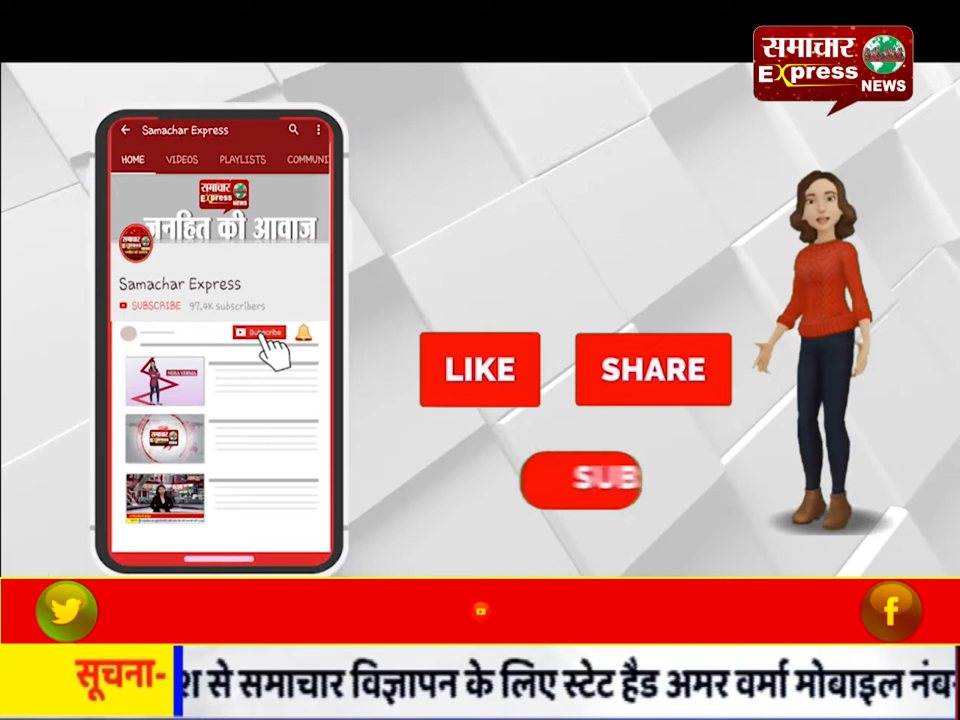 समाचार
Express
NEWS
Samachar Express
HOME VIDEOS PLAYLISTS COMMUNI
समाचार
Express
NEWS
जनहित की आवाज
Samachar Express
SUBSCRIBE 97.4K subscribers
Subscribe
LIKE SHARE
SUB
सूचना- श से समाचार विज्ञापन के लिए स्टेट हैड अमर वर्मा मोबाइल नंब